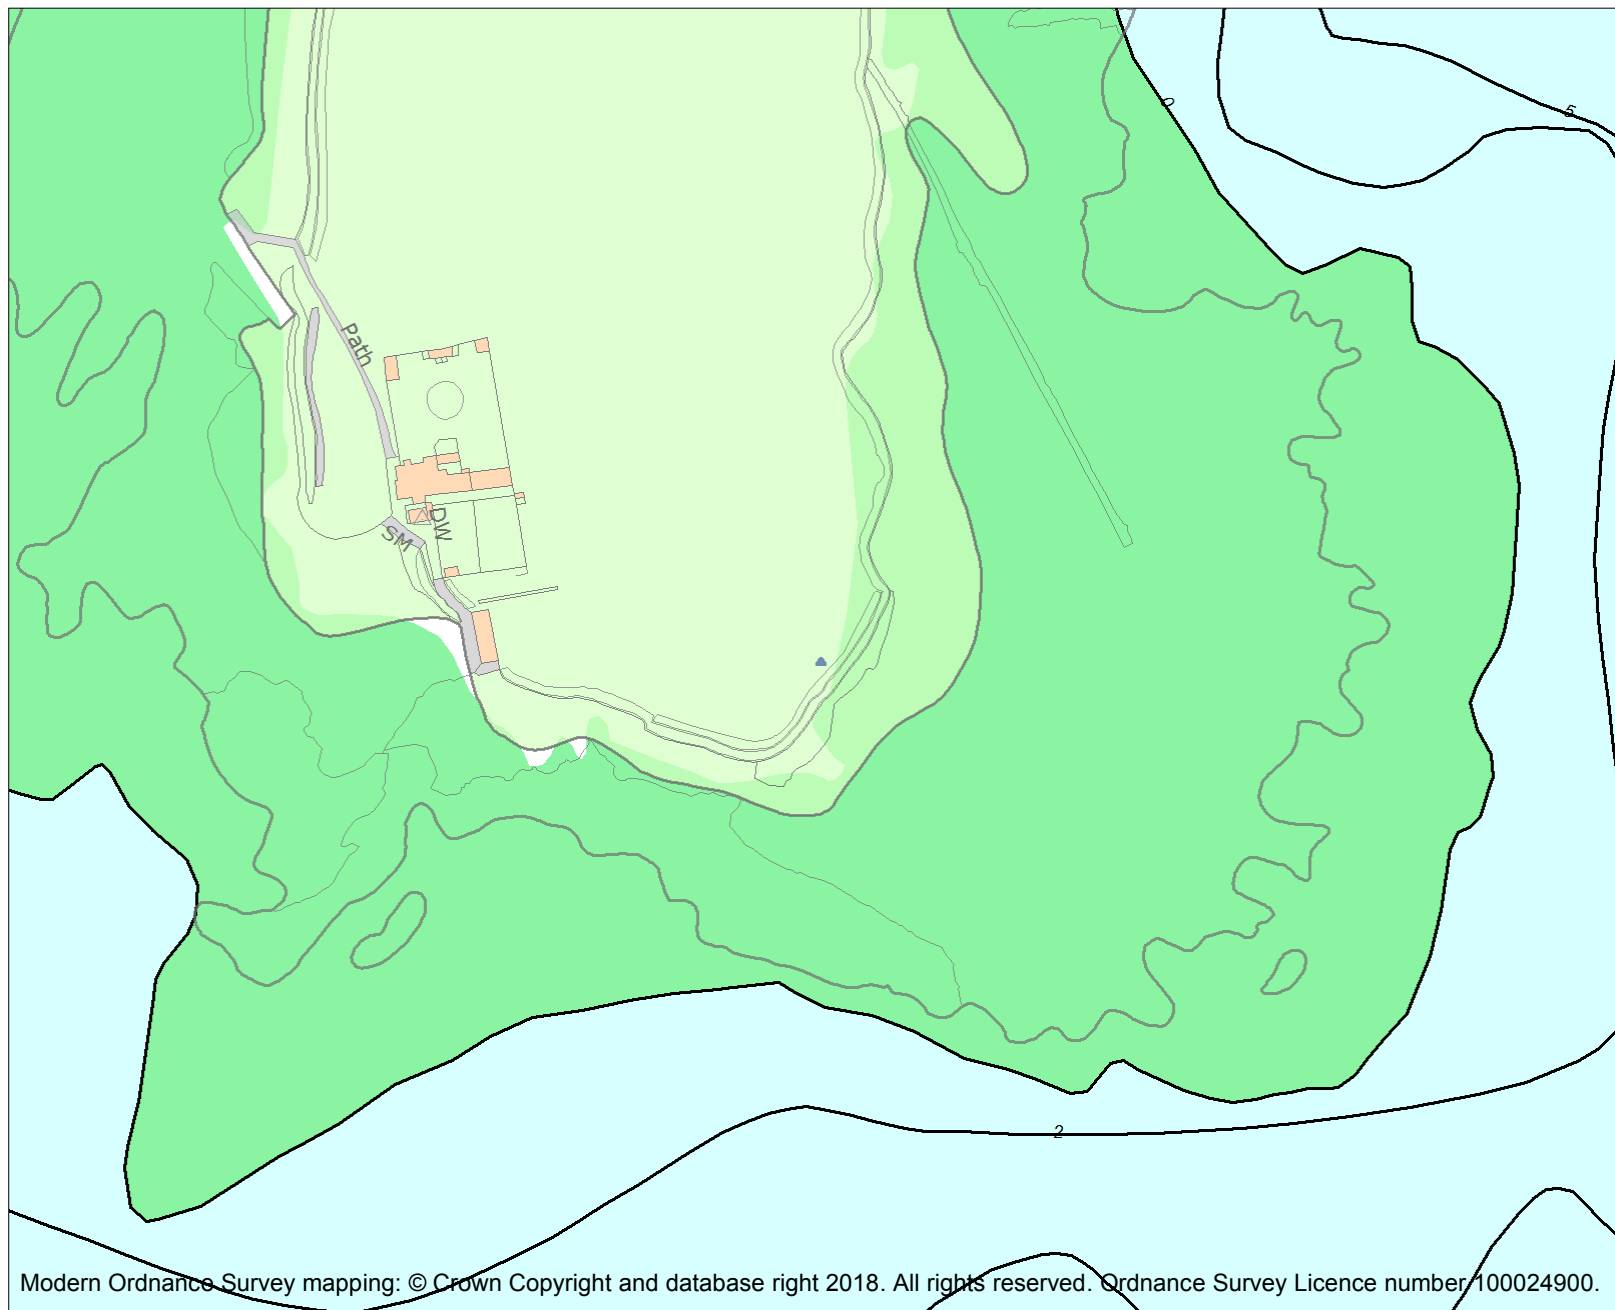 0
5
Path
DW
SM
2
Modern Ordnance Survey mapping: © Crown Copyright and database right 2018. All rights reserved. Ordnance Survey Licence number 100024900.